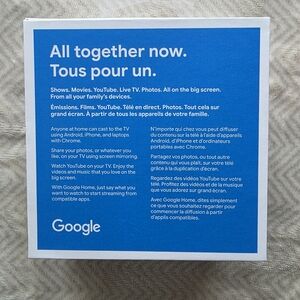 All together now.
Tous pour un.
Shows. Movies. YouTube. Live TV. Photos. All on the big screen.
From all your family's devices.
Émissions. Films. YouTube. Télé en direct. Photos. Tout cela sur
grand écran. À partir de tous les appareils de votre famille.
Anyone at home can cast to the TV
using Android, iPhone, and laptops
with Chrome.
Share your photos, or whatever you
like, on your TV using screen mirroring.
Watch YouTube on your TV. Enjoy the
videos and music that you love on the
big screen.
With Google Home, just say what you
want to watch to start streaming from
compatible apps.
N'importe qui chez vous peut diffuser
du contenu sur la télé à l'aide d'appareils
Android, d'iPhone et d'ordinateurs
portables avec Chrome.
Partagez vos photos, ou tout autre
contenu qui vous plaît, sur votre télé
grâce à la duplication d'écran.
Regardez des vidéos YouTube sur votre
télé. Profitez des vidéos et de la musique
que vous adorez sur grand écran.
Avec Google Home, dites simplement
ce que vous souhaitez regarder pour
commencer la diffusion à partir
d'applis compatibles.
Google